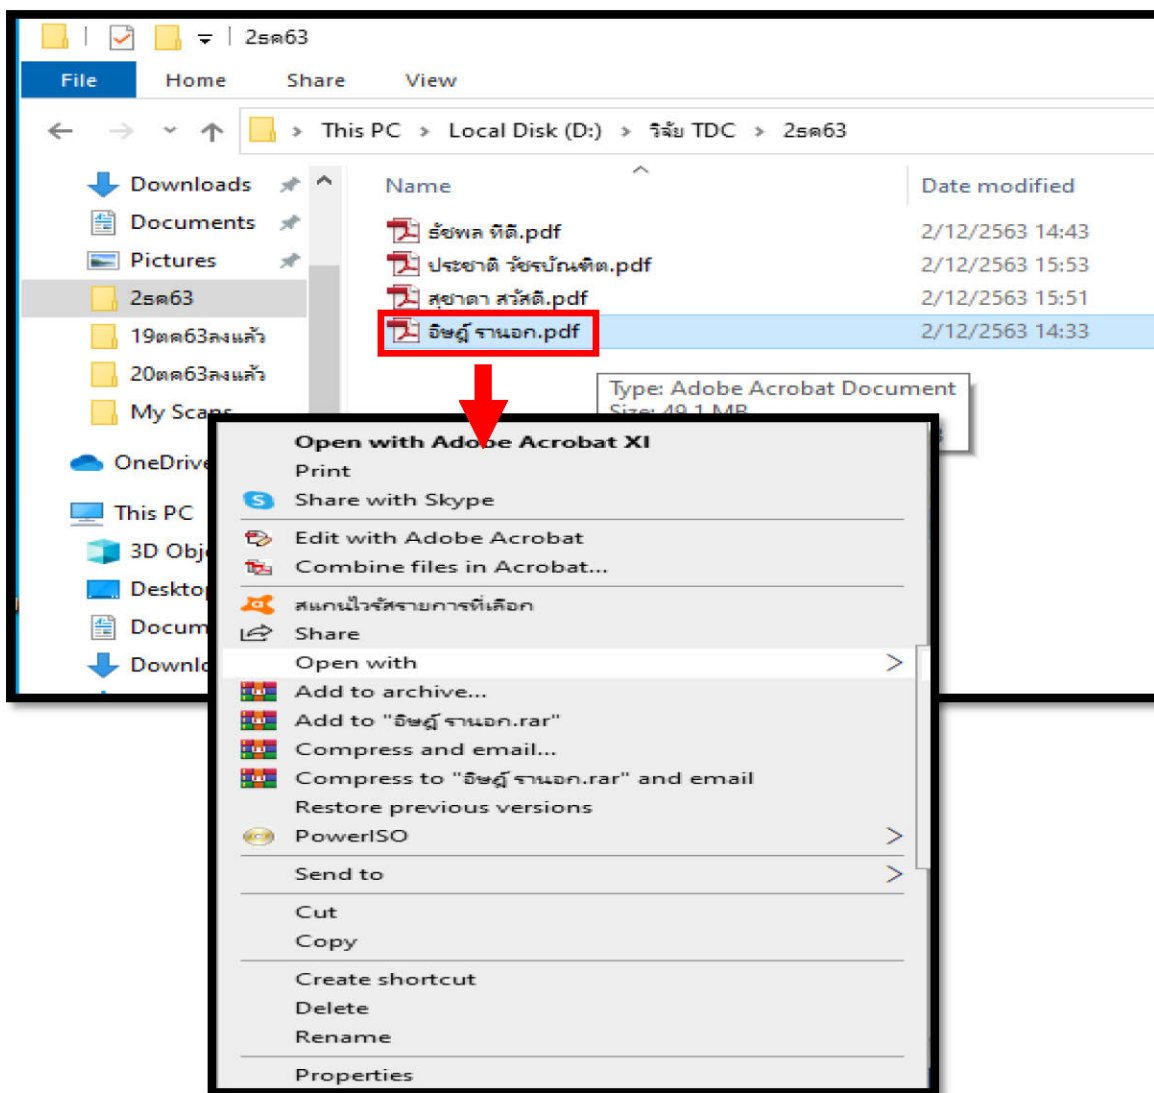 2ธค63
File Home Share View
This PC > Local Disk (D:) > วิจัย TDC > 2ธค63
Name Date modified
Downloads
Documents
Pictures
2ธค63
19ตค63ลงแล้ว
20ตค63ลงแล้ว
My Scans
OneDrive
This PC
3D Obj
Deskto
Docum
Downlo
ธัชพล ทิตี.pdf 2/12/2563 14:43
ประชาติ วัชรบัณฑิต.pdf 2/12/2563 15:53
สุชาดา สวัสดี.pdf 2/12/2563 15:51
อิษฎ์ รานอก.pdf 2/12/2563 14:33
Type: Adobe Acrobat Document
Size: 49.1 MB
Open with Adobe Acrobat XI
Print
Share with Skype
Edit with Adobe Acrobat
Combine files in Acrobat...
สแกนไวรัสรายการที่เลือก
Share
Open with >
Add to archive...
Add to "อิษฎ์ รานอก.rar"
Compress and email...
Compress to "อิษฎ์ รานอก.rar" and email
Restore previous versions
PowerISO >
Send to >
Cut
Copy
Create shortcut
Delete
Rename
Properties